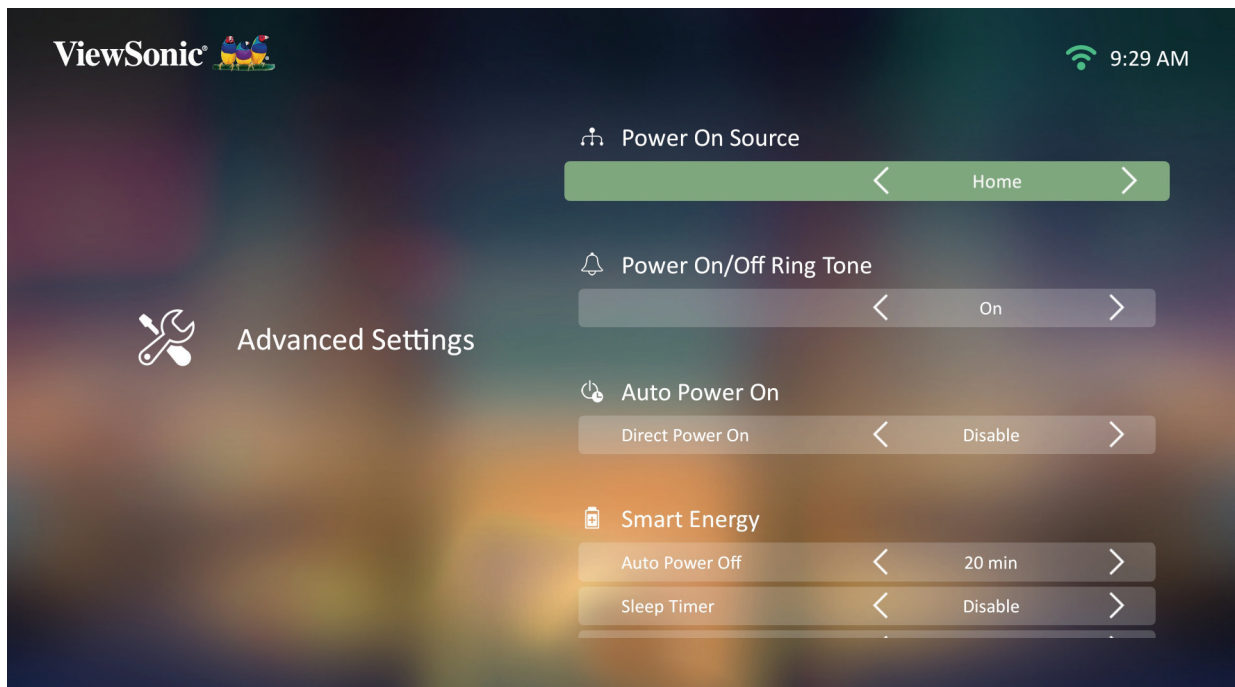 ViewSonic®
9:29 AM
Power On Source
Home
Power On/Off Ring Tone
On
Advanced Settings
Auto Power On
Direct Power On Disable
Smart Energy
Auto Power Off 20 min
Sleep Timer Disable